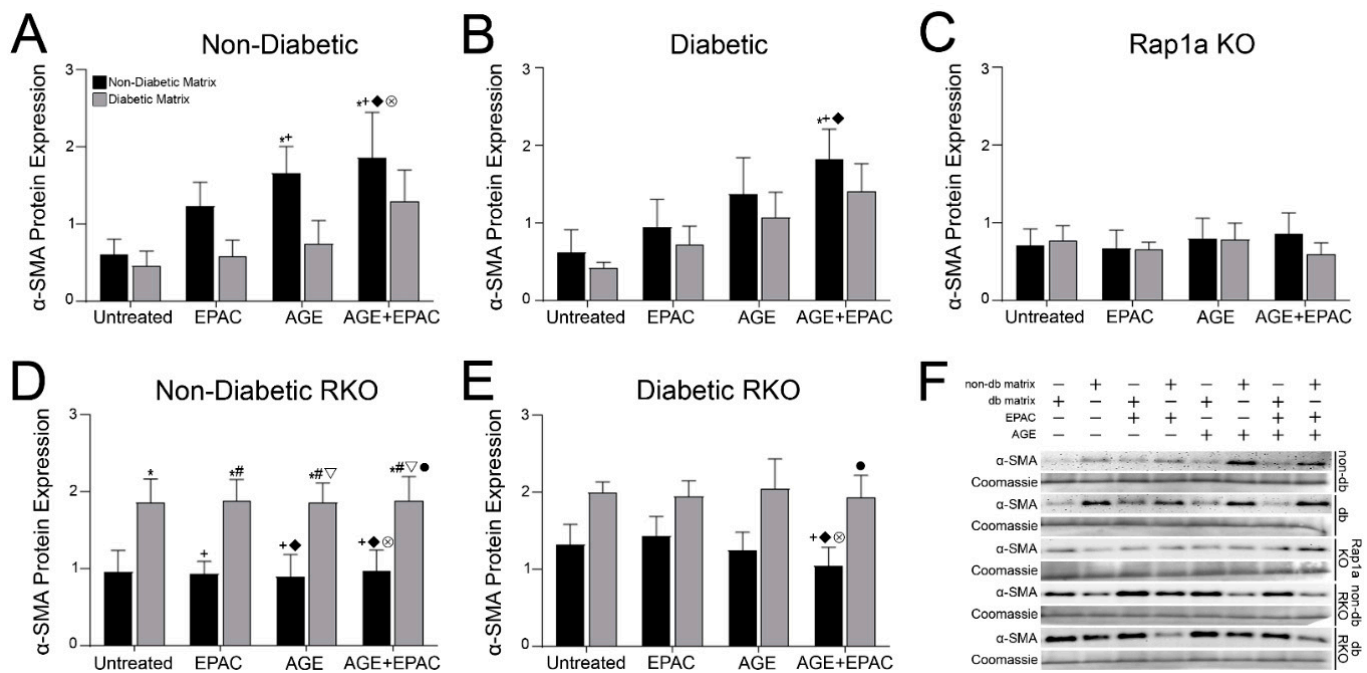 A
Non-Diabetic
α-SMA Protein Expression
3
2
1
0
Non-Diabetic Matrix
Diabetic Matrix
*+
*+◆⊗
Untreated EPAC AGE AGE+EPAC
B
Diabetic
α-SMA Protein Expression
3
2
1
0
*+◆
Untreated EPAC AGE AGE+EPAC
C
Rap1a KO
α-SMA Protein Expression
3
2
1
0
Untreated EPAC AGE AGE+EPAC
D
Non-Diabetic RKO
α-SMA Protein Expression
3
2
1
0
*
+
*#
+◆
*#▽
+◆⊗
*#▽●
Untreated EPAC AGE AGE+EPAC
E
Diabetic RKO
α-SMA Protein Expression
3
2
1
0
+◆⊗
●
Untreated EPAC AGE AGE+EPAC
F
non-db matrix − + − + − + − +
db matrix + − + − + − + −
EPAC − − + + − − + +
AGE − − − − + + + +
α-SMA
Coomassie
non-db
α-SMA
Coomassie
db
α-SMA
Coomassie
Rap1a KO
α-SMA
Coomassie
non-db RKO
α-SMA
Coomassie
db RKO